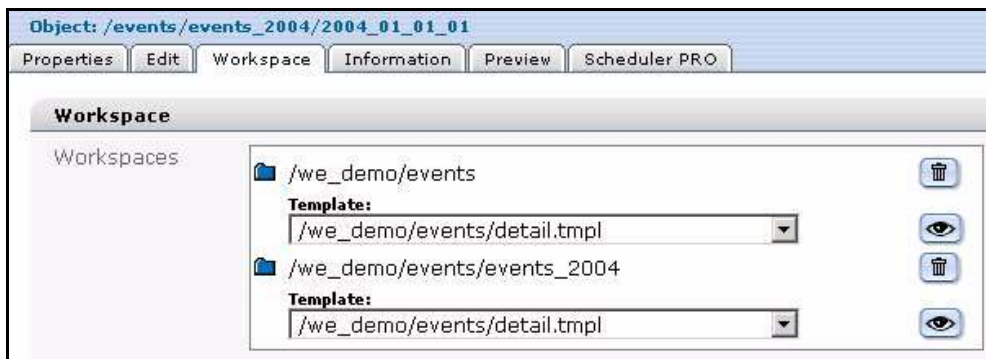 Object: /events/events_2004/2004_01_01_01
Properties Edit Workspace Information Preview Scheduler PRO
Workspace
Workspaces
/we_demo/events
Template:
/we_demo/events/detail.tmpl
/we_demo/events/events_2004
Template:
/we_demo/events/detail.tmpl